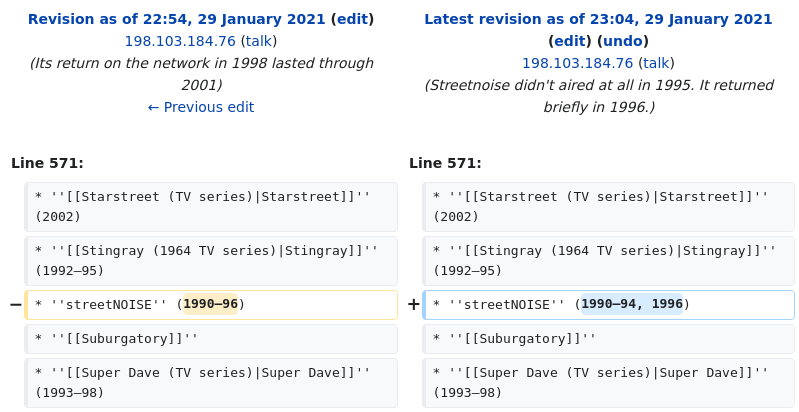 Revision as of 22:54, 29 January 2021 (edit)
198.103.184.76 (talk)
(Its return on the network in 1998 lasted through
2001)
← Previous edit
Latest revision as of 23:04, 29 January 2021
(edit) (undo)
198.103.184.76 (talk)
(Streetnoise didn't aired at all in 1995. It returned
briefly in 1996.)
Line 571:
Line 571:
* ''[[Starstreet (TV series)|Starstreet]]''
(2002)
* ''[[Starstreet (TV series)|Starstreet]]''
(2002)
* ''[[Stingray (1964 TV series)|Stingray]]''
(1992–95)
* ''[[Stingray (1964 TV series)|Stingray]]''
(1992–95)
− * ''streetNOISE'' (1990–96)
+ * ''streetNOISE'' (1990–94, 1996)
* ''[[Suburgatory]]''
* ''[[Suburgatory]]''
* ''[[Super Dave (TV series)|Super Dave]]''
(1993–98)
* ''[[Super Dave (TV series)|Super Dave]]''
(1993–98)